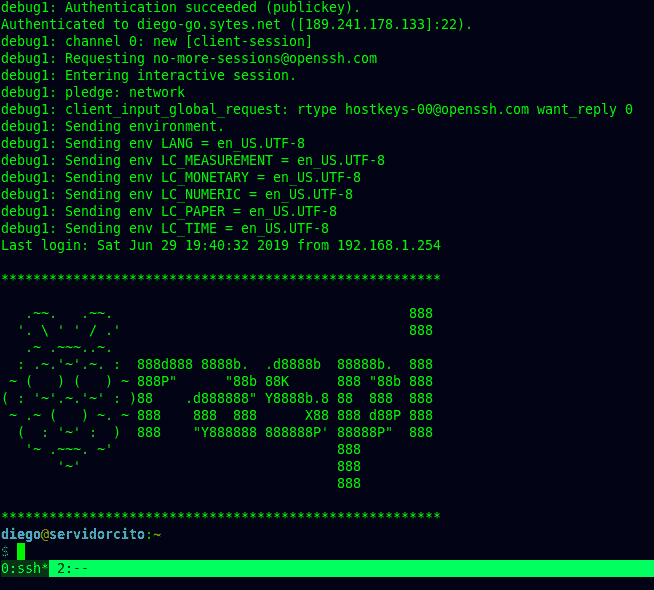 debug1: Authentication succeeded (publickey).
Authenticated to diego-go.sytes.net ([189.241.178.133]:22).
debug1: channel 0: new [client-session]
debug1: Requesting no-more-sessions@openssh.com
debug1: Entering interactive session.
debug1: pledge: network
debug1: client_input_global_request: rtype hostkeys-00@openssh.com want_reply 0
debug1: Sending environment.
debug1: Sending env LANG = en_US.UTF-8
debug1: Sending env LC_MEASUREMENT = en_US.UTF-8
debug1: Sending env LC_MONETARY = en_US.UTF-8
debug1: Sending env LC_NUMERIC = en_US.UTF-8
debug1: Sending env LC_PAPER = en_US.UTF-8
debug1: Sending env LC_TIME = en_US.UTF-8
Last login: Sat Jun 29 19:40:32 2019 from 192.168.1.254
*******************************************************
   .~~.   .~~.                                     888
  '. \ ' ' / .'                                    888
   .~ .~~~..~.
  : .~.'~'.~. :  888d888 8888b.  .d8888b  88888b.  888
 ~ (   ) (   ) ~ 888P"      "88b 88K      888 "88b 888
( : '~'.~.'~' : )88    .d888888" Y8888b.8 88  888  888
 ~ .~ (   ) ~. ~ 888    888  888      X88 888 d88P 888
  (  : '~' :  )  888    "Y888888 888888P' 88888P"  888
   '~ .~~~. ~'                            888
       '~'                                888
                                          888
*******************************************************
diego@servidorcito:~
$
0:ssh* 2:--